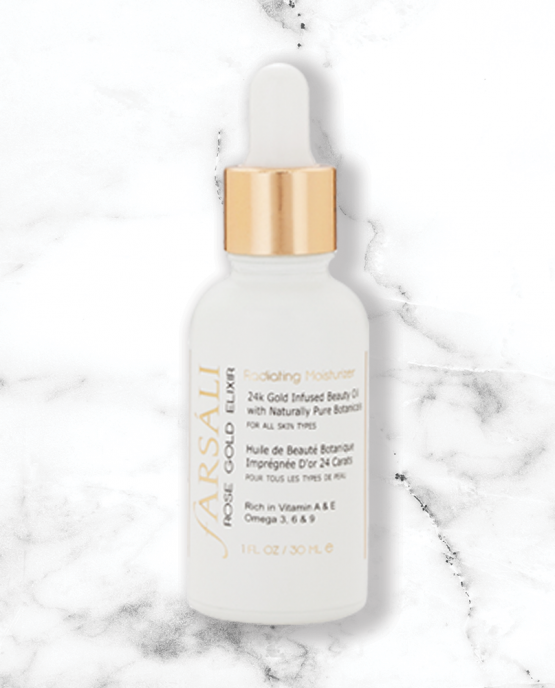 FARSÁLI
ROSE GOLD ELIXIR
Radiating Moisturizer
24k Gold Infused Beauty Oil
with Naturally Pure Botanicals
FOR ALL SKIN TYPES
Huile de Beauté Botanique
Imprégnée D'or 24 Carats
POUR TOUS LES TYPES DE PEAU
Rich in Vitamin A & E
Omega 3, 6 & 9
1 FL OZ / 30 ML e